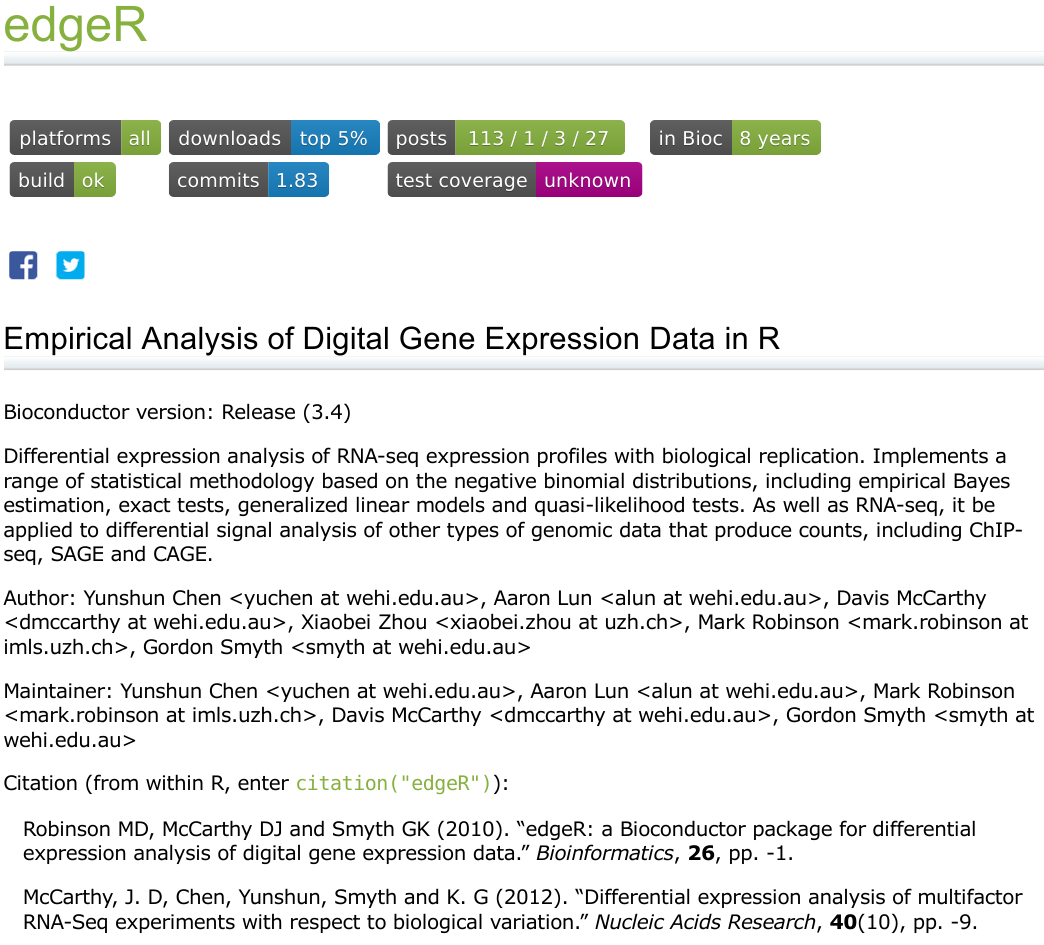 edgeR
platforms all downloads top 5% posts 113 / 1 / 3 / 27 in Bioc 8 years
build ok commits 1.83 test coverage unknown
Empirical Analysis of Digital Gene Expression Data in R
Bioconductor version: Release (3.4)
Differential expression analysis of RNA-seq expression profiles with biological replication. Implements a
range of statistical methodology based on the negative binomial distributions, including empirical Bayes
estimation, exact tests, generalized linear models and quasi-likelihood tests. As well as RNA-seq, it be
applied to differential signal analysis of other types of genomic data that produce counts, including ChIP-
seq, SAGE and CAGE.
Author: Yunshun Chen <yuchen at wehi.edu.au>, Aaron Lun <alun at wehi.edu.au>, Davis McCarthy
<dmccarthy at wehi.edu.au>, Xiaobei Zhou <xiaobei.zhou at uzh.ch>, Mark Robinson <mark.robinson at
imls.uzh.ch>, Gordon Smyth <smyth at wehi.edu.au>
Maintainer: Yunshun Chen <yuchen at wehi.edu.au>, Aaron Lun <alun at wehi.edu.au>, Mark Robinson
<mark.robinson at imls.uzh.ch>, Davis McCarthy <dmccarthy at wehi.edu.au>, Gordon Smyth <smyth at
wehi.edu.au>
Citation (from within R, enter citation("edgeR")):
Robinson MD, McCarthy DJ and Smyth GK (2010). “edgeR: a Bioconductor package for differential
expression analysis of digital gene expression data.” Bioinformatics, 26, pp. -1.
McCarthy, J. D, Chen, Yunshun, Smyth and K. G (2012). “Differential expression analysis of multifactor
RNA-Seq experiments with respect to biological variation.” Nucleic Acids Research, 40(10), pp. -9.